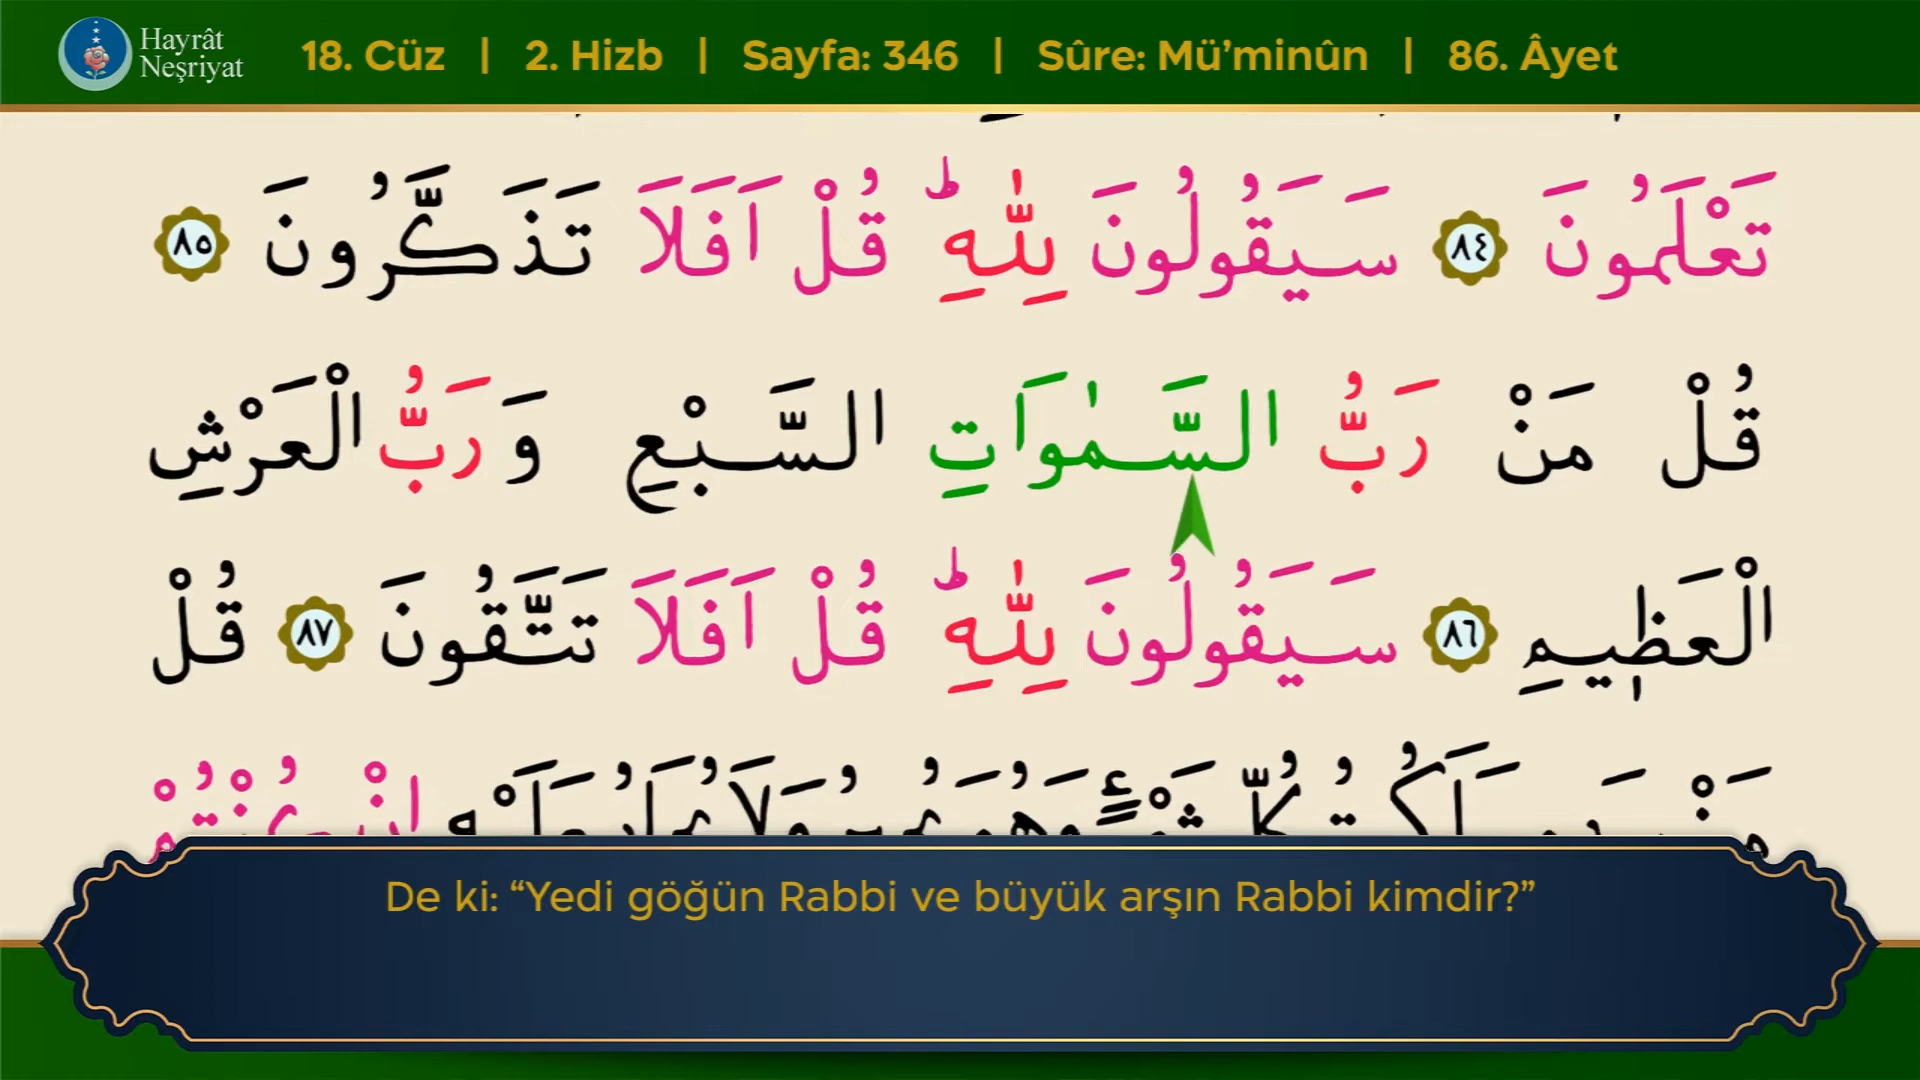 Hayrât
Neşriyat
18. Cüz | 2. Hizb | Sayfa: 346 | Sûre: Mü’minûn | 86. Âyet
تَعْلَمُونَ ٨٤ سَيَقُولُونَ لِلّٰهِ ط قُلْ اَفَلَا تَذَكَّرُونَ ٨٥
قُلْ مَنْ رَبُّ السَّمٰوَاتِ السَّبْعِ وَرَبُّ الْعَرْشِ
الْعَظٖيمِ ٨٦ سَيَقُولُونَ لِلّٰهِ ط قُلْ اَفَلَا تَتَّقُونَ ٨٧ قُلْ
De ki: “Yedi göğün Rabbi ve büyük arşın Rabbi kimdir?”